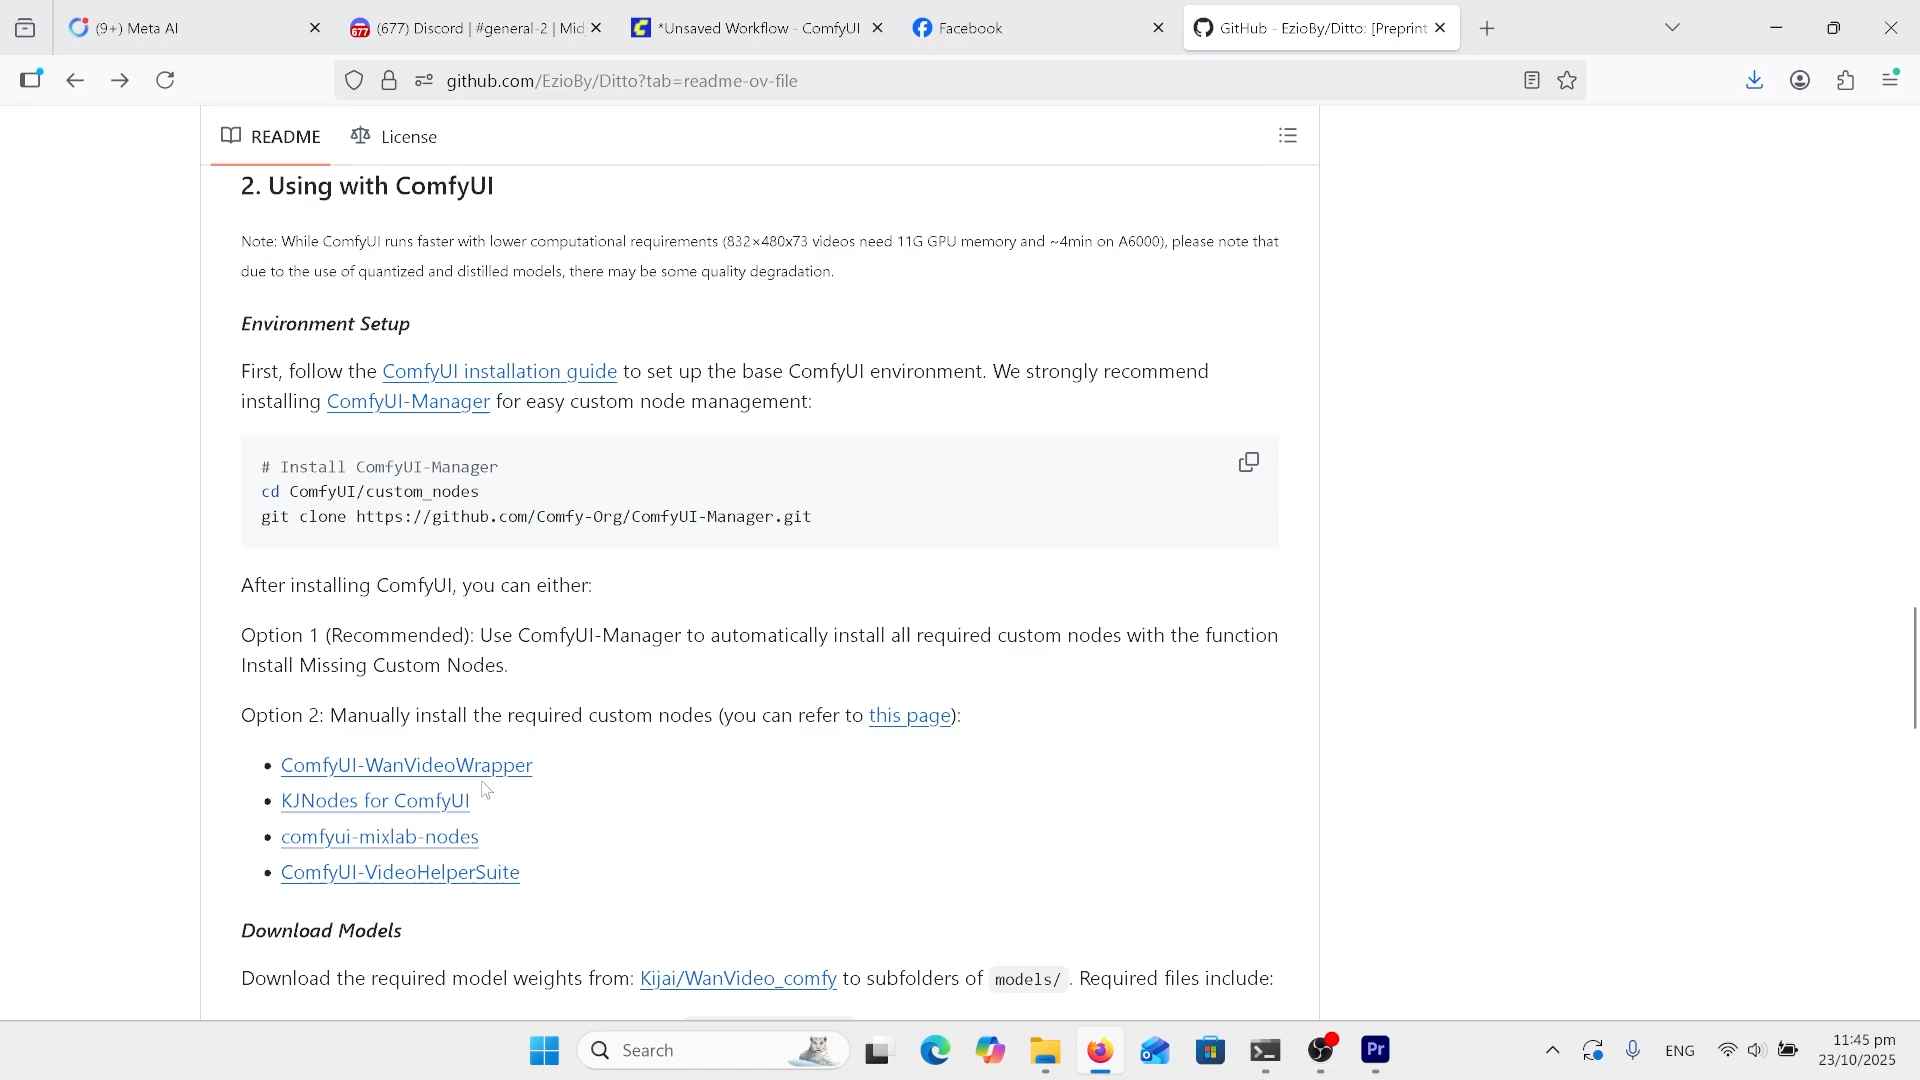 (9+) Meta AI
(677) Discord | #general-2 | Mid
*Unsaved Workflow - ComfyUI
Facebook
GitHub - EzioBy/Ditto: [Preprint
github.com/EzioBy/Ditto?tab=readme-ov-file
README
License
2. Using with ComfyUI
Note: While ComfyUI runs faster with lower computational requirements (832×480x73 videos need 11G GPU memory and ~4min on A6000), please note that
due to the use of quantized and distilled models, there may be some quality degradation.
Environment Setup
First, follow the ComfyUI installation guide to set up the base ComfyUI environment. We strongly recommend
installing ComfyUI-Manager for easy custom node management:
# Install ComfyUI-Manager
cd ComfyUI/custom_nodes
git clone https://github.com/Comfy-Org/ComfyUI-Manager.git
After installing ComfyUI, you can either:
Option 1 (Recommended): Use ComfyUI-Manager to automatically install all required custom nodes with the function
Install Missing Custom Nodes.
Option 2: Manually install the required custom nodes (you can refer to this page):
• ComfyUI-WanVideoWrapper
• KJNodes for ComfyUI
• comfyui-mixlab-nodes
• ComfyUI-VideoHelperSuite
Download Models
Download the required model weights from: Kijai/WanVideo_comfy to subfolders of models/ . Required files include:
Search
Pr
ENG
11:45 pm
23/10/2025